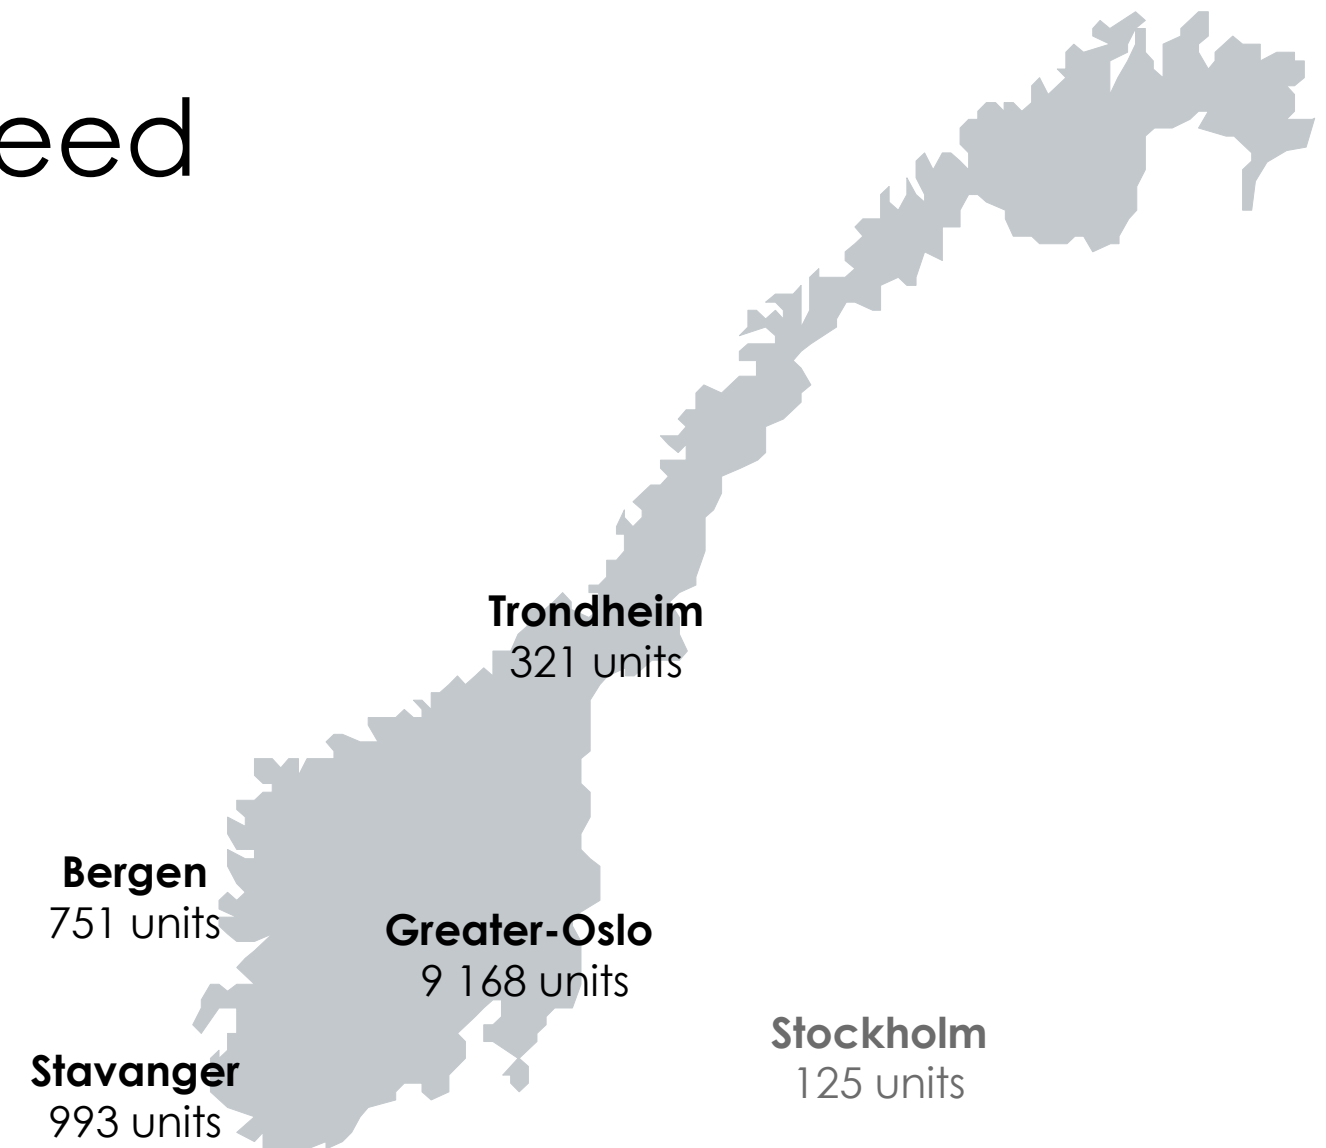 eed
Trondheim
321 units
Bergen
751 units
Greater-Oslo
9 168 units
Stockholm
125 units
Stavanger
993 units